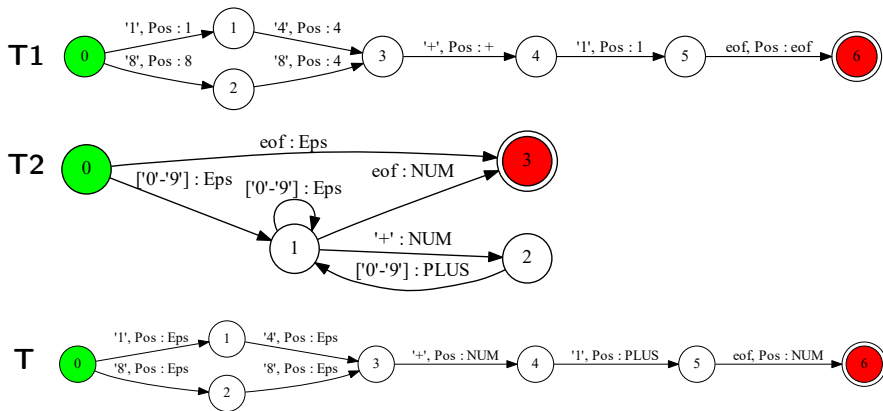 '1', Pos : 1
'4', Pos : 4
T1
0
1
2
'8', Pos : 8
'8', Pos : 4
3
'+', Pos : +
4
'1', Pos : 1
5
eof, Pos : eof
6
T2
0
eof : Eps
3
['0'-'9'] : Eps
['0'-'9'] : Eps
eof : NUM
1
'+' : NUM
2
['0'-'9'] : PLUS
T
0
'1', Pos : Eps
1
'4', Pos : Eps
'8', Pos : Eps
2
'8', Pos : Eps
3
'+', Pos : NUM
4
'1', Pos : PLUS
5
eof, Pos : NUM
6